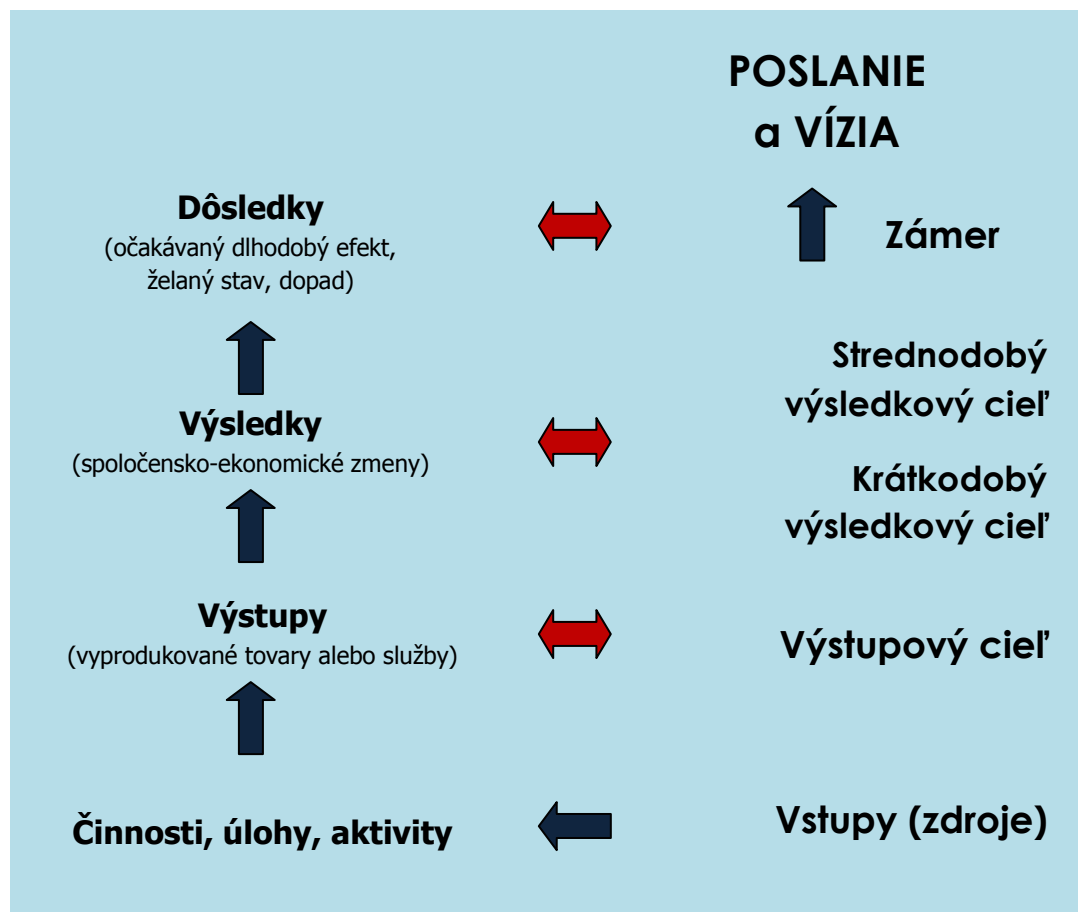 POSLANIE
a VÍZIA
Dôsledky
(očakávaný dlhodobý efekt,
želaný stav, dopad)
Zámer
Strednodobý
výsledkový cieľ
Výsledky
(spoločensko-ekonomické zmeny)
Krátkodobý
výsledkový cieľ
Výstupy
(vyprodukované tovary alebo služby)
Výstupový cieľ
Činnosti, úlohy, aktivity
Vstupy (zdroje)